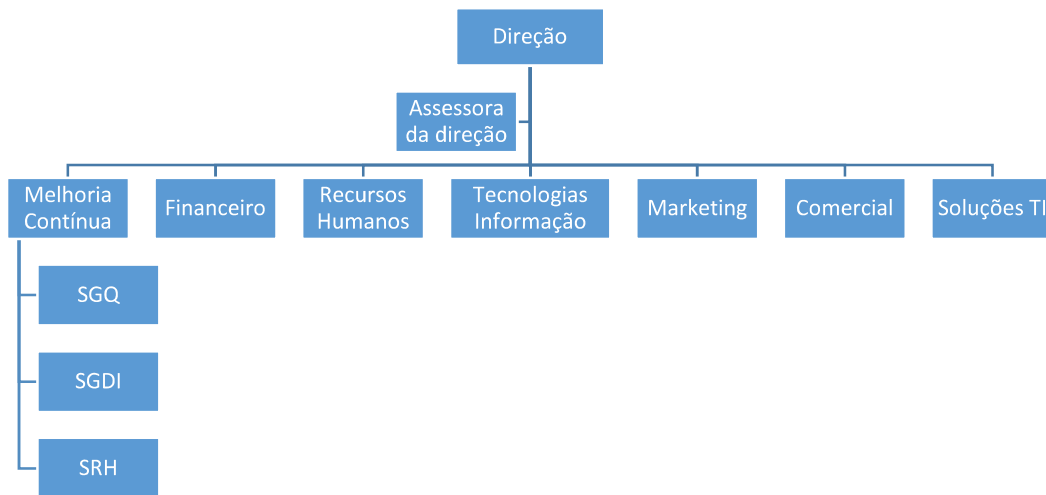 Direção
Assessora
da direção
Melhoria
Contínua
Financeiro
Recursos
Humanos
Tecnologias
Informação
Marketing
Comercial
Soluções TI
SGQ
SGDI
SRH